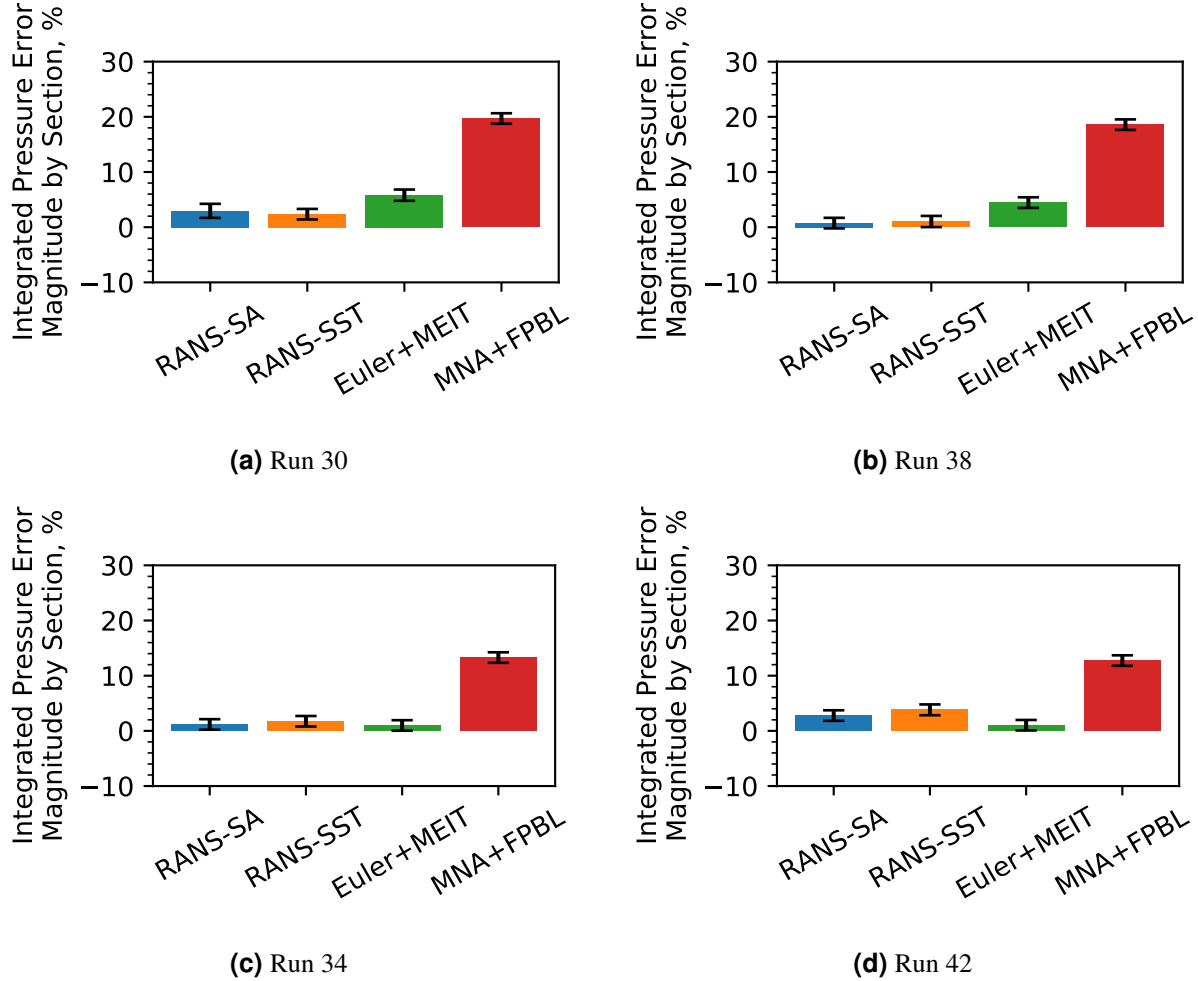 Integrated Pressure Error
Magnitude by Section, %
30
20
10
0
−10
RANS-SA
RANS-SST
Euler+MEIT
MNA+FPBL
(a) Run 30
Integrated Pressure Error
Magnitude by Section, %
30
20
10
0
−10
RANS-SA
RANS-SST
Euler+MEIT
MNA+FPBL
(b) Run 38
Integrated Pressure Error
Magnitude by Section, %
30
20
10
0
−10
RANS-SA
RANS-SST
Euler+MEIT
MNA+FPBL
(c) Run 34
Integrated Pressure Error
Magnitude by Section, %
30
20
10
0
−10
RANS-SA
RANS-SST
Euler+MEIT
MNA+FPBL
(d) Run 42